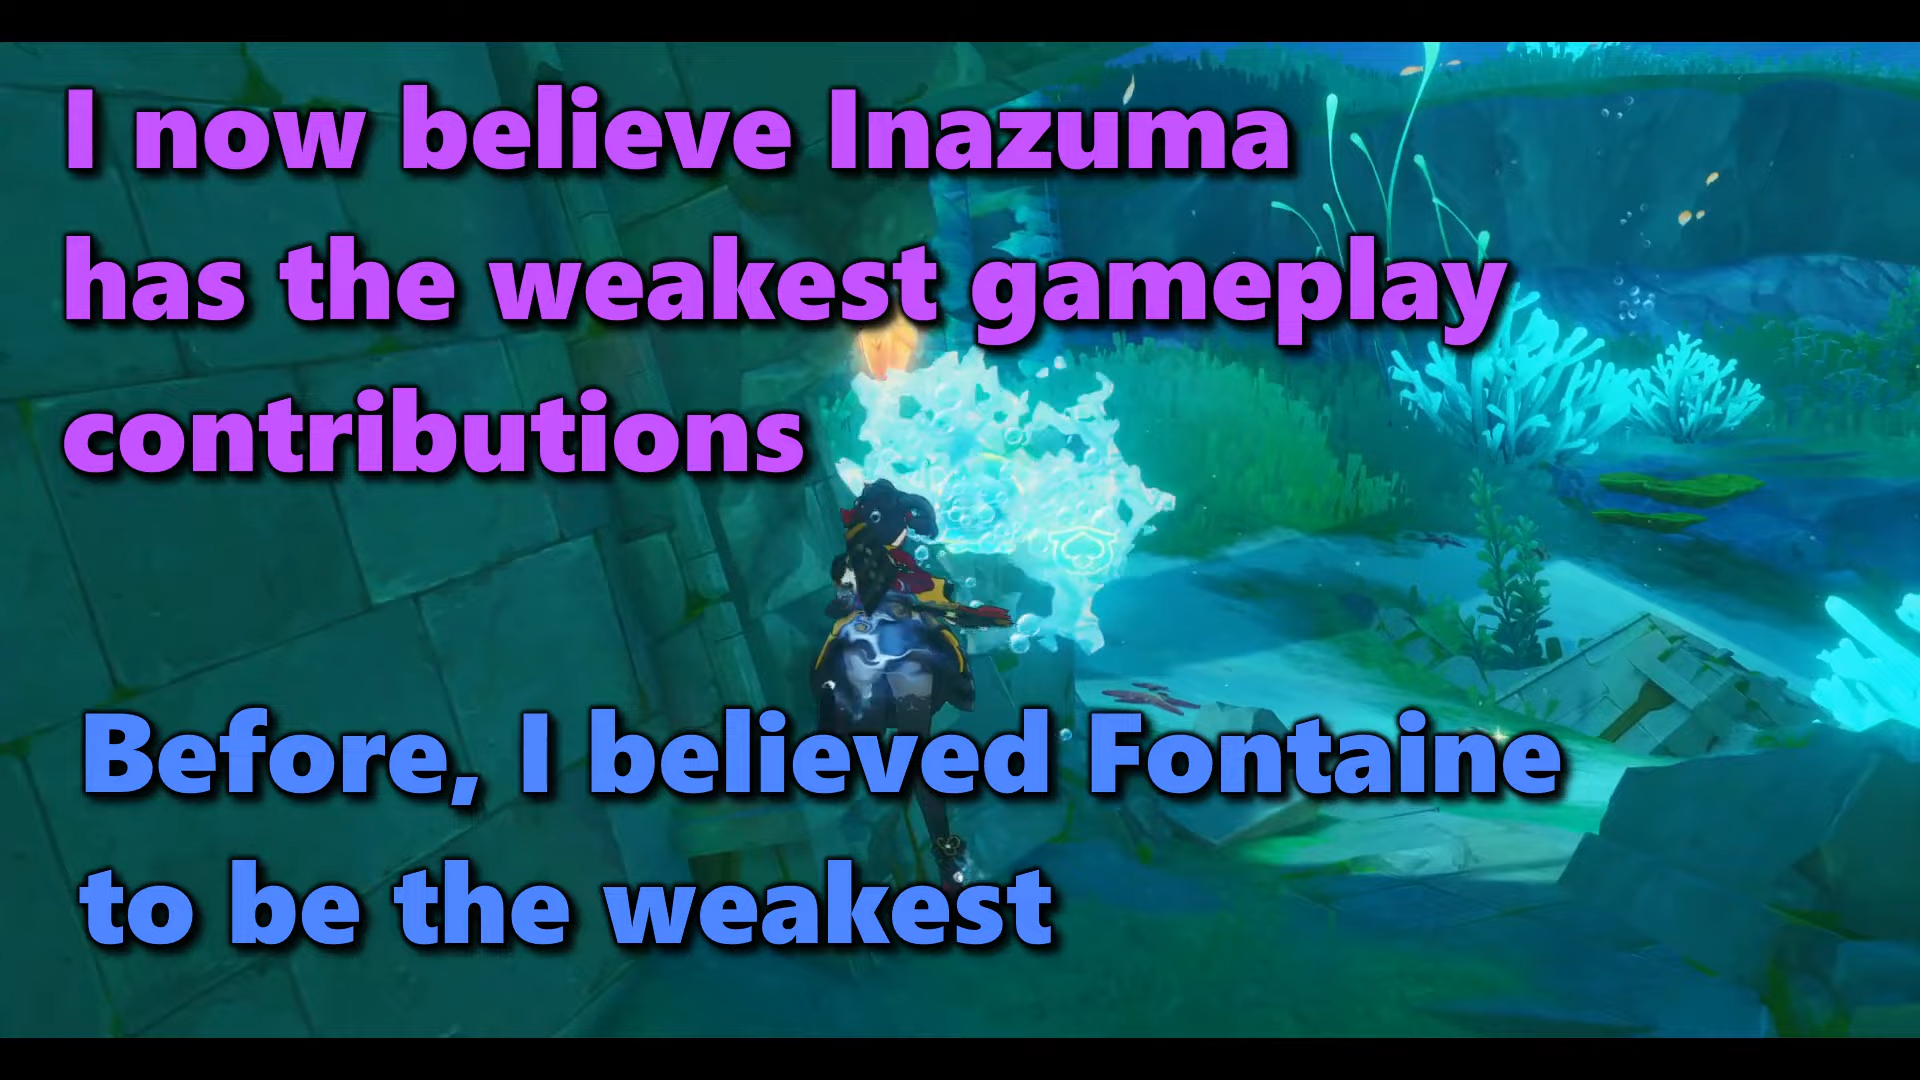 I now believe Inazuma
has the weakest gameplay
contributions
Before, I believed Fontaine
to be the weakest